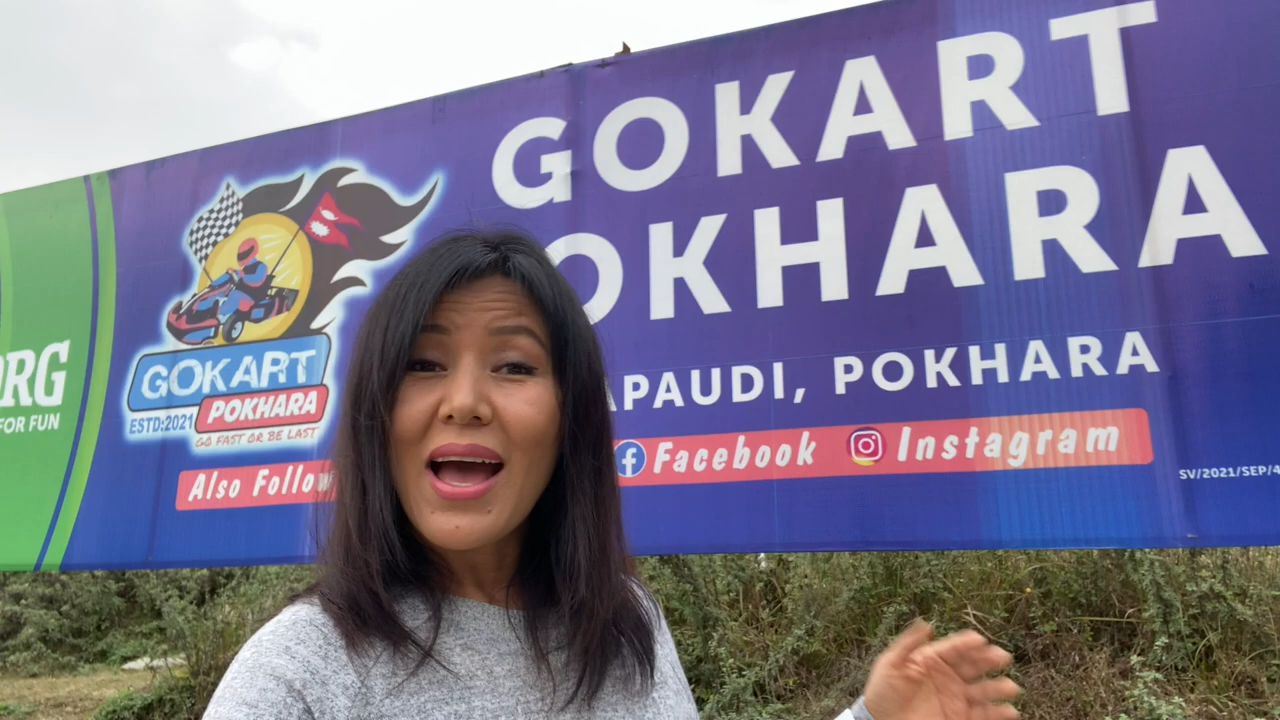 GOKART
OKHARA
PAUDI, POKHARA
GOKART
POKHARA
ESTD:2021
GO FAST OR BE LAST
Also Follow
Facebook
Instagram
RG
FOR FUN
SV/2021/SEP/4